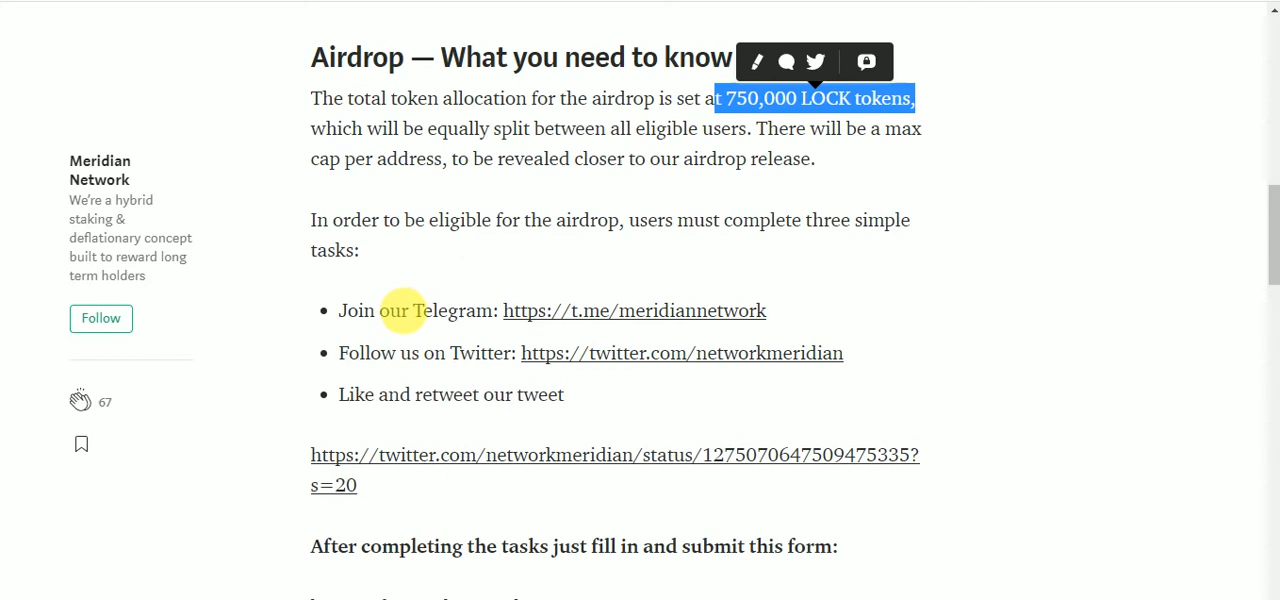 Airdrop — What you need to know
The total token allocation for the airdrop is set at 750,000 LOCK tokens,
which will be equally split between all eligible users. There will be a max
cap per address, to be revealed closer to our airdrop release.
Meridian
Network
We’re a hybrid
staking &
deflationary concept
built to reward long
term holders
Follow
67
In order to be eligible for the airdrop, users must complete three simple
tasks:
• Join our Telegram: https://t.me/meridiannetwork
• Follow us on Twitter: https://twitter.com/networkmeridian
• Like and retweet our tweet
https://twitter.com/networkmeridian/status/1275070647509475335?
s=20
After completing the tasks just fill in and submit this form: